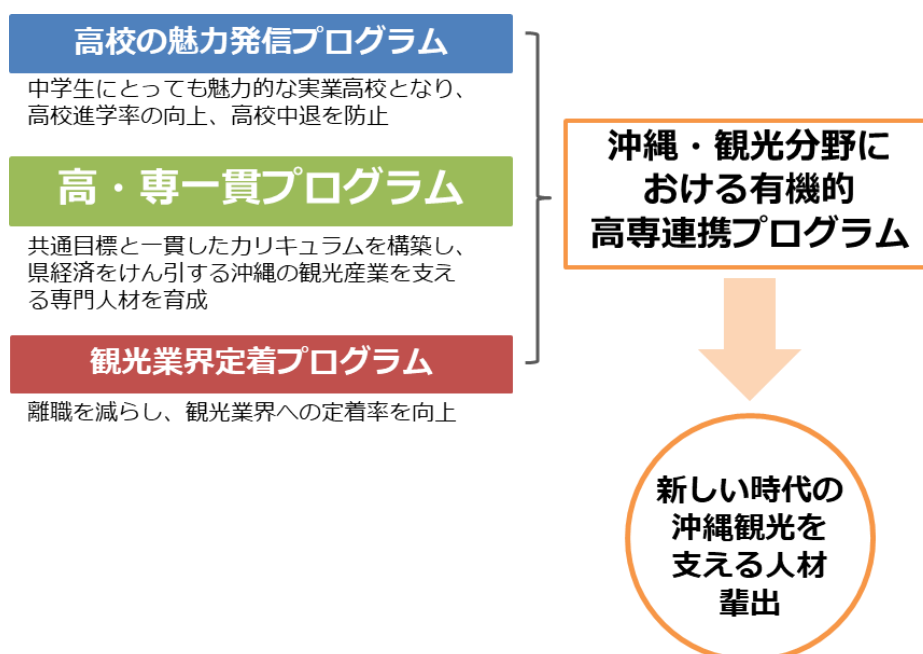 高校の魅力発信プログラム
中学生にとっても魅力的な実業高校となり、
高校進学率の向上、高校中退を防止
高・専一貫プログラム
共通目標と一貫したカリキュラムを構築し、
県経済をけん引する沖縄の観光産業を支え
る専門人材を育成
観光業界定着プログラム
離職を減らし、観光業界への定着率を向上
沖縄・観光分野に
おける有機的
高専連携プログラム
新しい時代の
沖縄観光を
支える人材
輩出